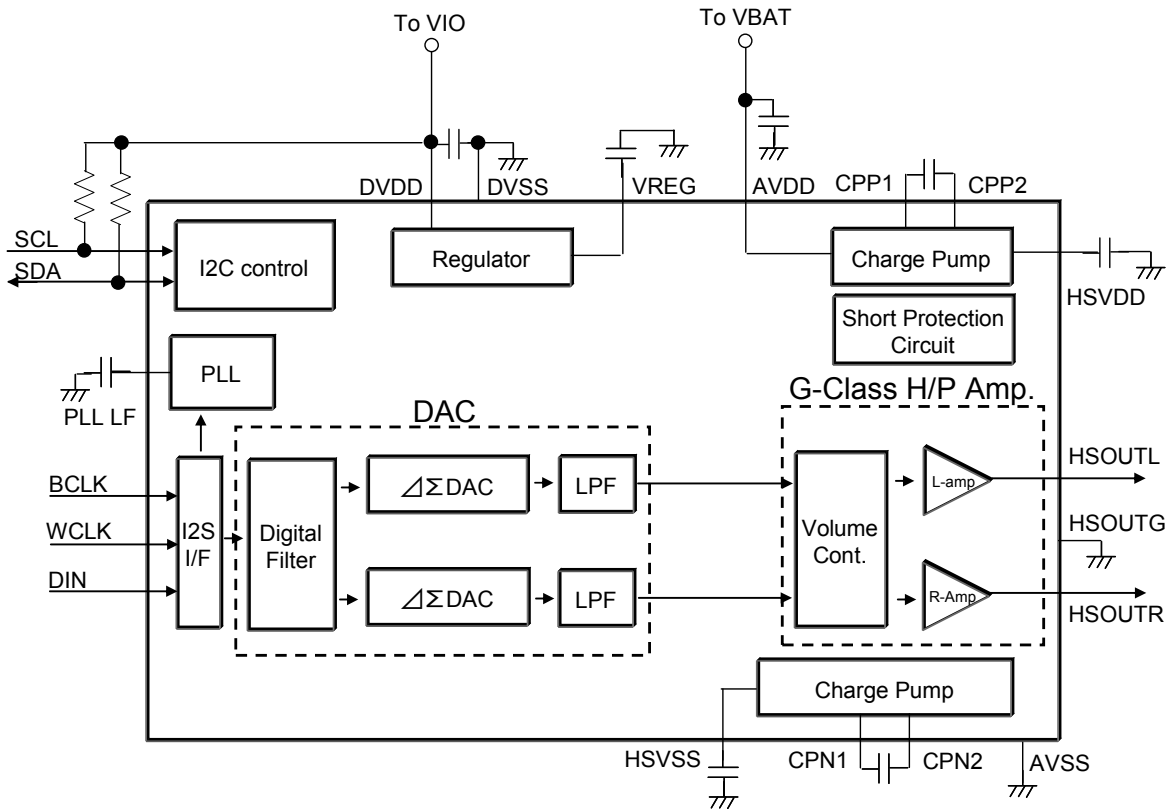 To VIO
To VBAT
DVDD
DVSS
VREG
AVDD
CPP1
CPP2
SCL
SDA
I2C control
Regulator
Charge Pump
HSVDD
Short Protection
Circuit
PLL
PLL LF
DAC
G-Class H/P Amp.
BCLK
WCLK
DIN
I2S
I/F
Digital
Filter
⊿ΣDAC
LPF
⊿ΣDAC
LPF
Volume
Cont.
L-amp
R-Amp
HSOUTL
HSOUTG
HSOUTR
Charge Pump
HSVSS
CPN1
CPN2
AVSS